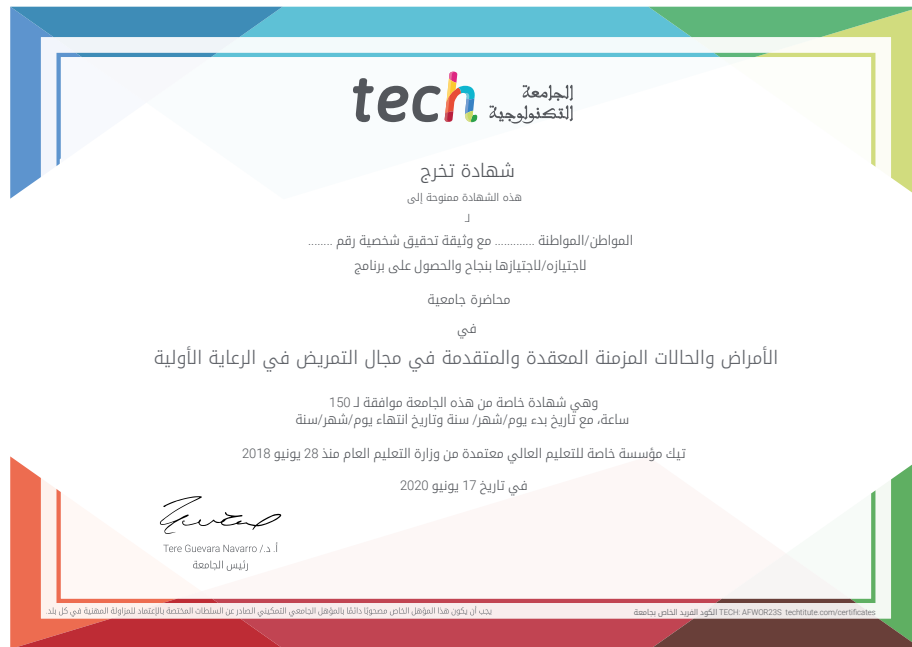 tech الجامعة
التكنولوجية
شهادة تخرج
هذه الشهادة ممنوحة إلى
لـ
المواطن/المواطنة ............. مع وثيقة تحقيق شخصية رقم ........
لاجتيازه/لاجتيازها بنجاح والحصول على برنامج
محاضرة جامعية
في
الأمراض والحالات المزمنة المعقدة والمتقدمة في مجال التمريض في الرعاية الأولية
وهي شهادة خاصة من هذه الجامعة موافقة لـ 150
ساعة، مع تاريخ بدء يوم/شهر/ سنة وتاريخ انتهاء يوم/شهر/سنة
تيك مؤسسة خاصة للتعليم العالي معتمدة من وزارة التعليم العام منذ 28 يونيو 2018
في تاريخ 17 يونيو 2020
أ. د./ Tere Guevara Navarro
رئيس الجامعة
يجب أن يكون هذا المؤهل الخاص مصحوبًا دائمًا بالمؤهل الجامعي التمكيني الصادر عن السلطات المختصة بالإعتماد للمزاولة المهنية في كل بلد.
الكود الفريد الخاص بجامعة TECH: AFWOR23S techtitute.com/certificates